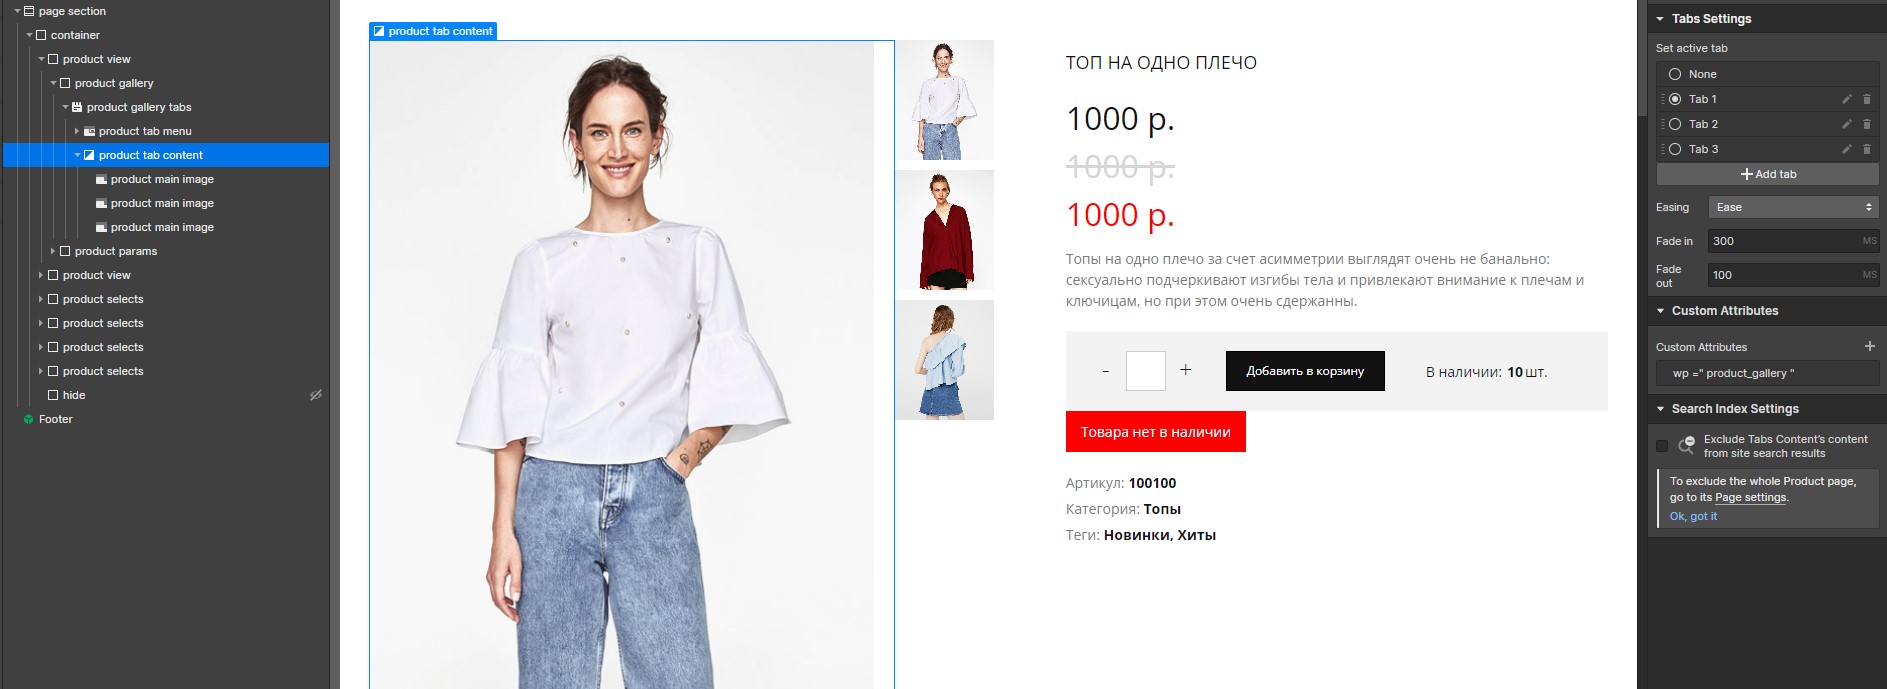 page section
container
product view
product gallery
product gallery tabs
product tab menu
product tab content
product main image
product main image
product main image
product params
product view
product selects
product selects
product selects
product selects
hide
Footer
product tab content
ТОП НА ОДНО ПЛЕЧО
1000 р.
1000 р.
1000 р.
Топы на одно плечо за счет асимметрии выглядят очень не банально:
сексуально подчеркивают изгибы тела и привлекают внимание к плечам и
ключицам, но при этом очень сдержанны.
- +
Добавить в корзину
В наличии: 10 шт.
Товара нет в наличии
Артикул: 100100
Категория: Топы
Теги: Новинки, Хиты
Tabs Settings
Set active tab
None
Tab 1
Tab 2
Tab 3
Add tab
Easing Ease
Fade in 300 MS
Fade
out 100 MS
Custom Attributes
Custom Attributes
wp =" product_gallery "
Search Index Settings
Exclude Tabs Content's content
from site search results
To exclude the whole Product page,
go to its Page settings.
Ok, got it